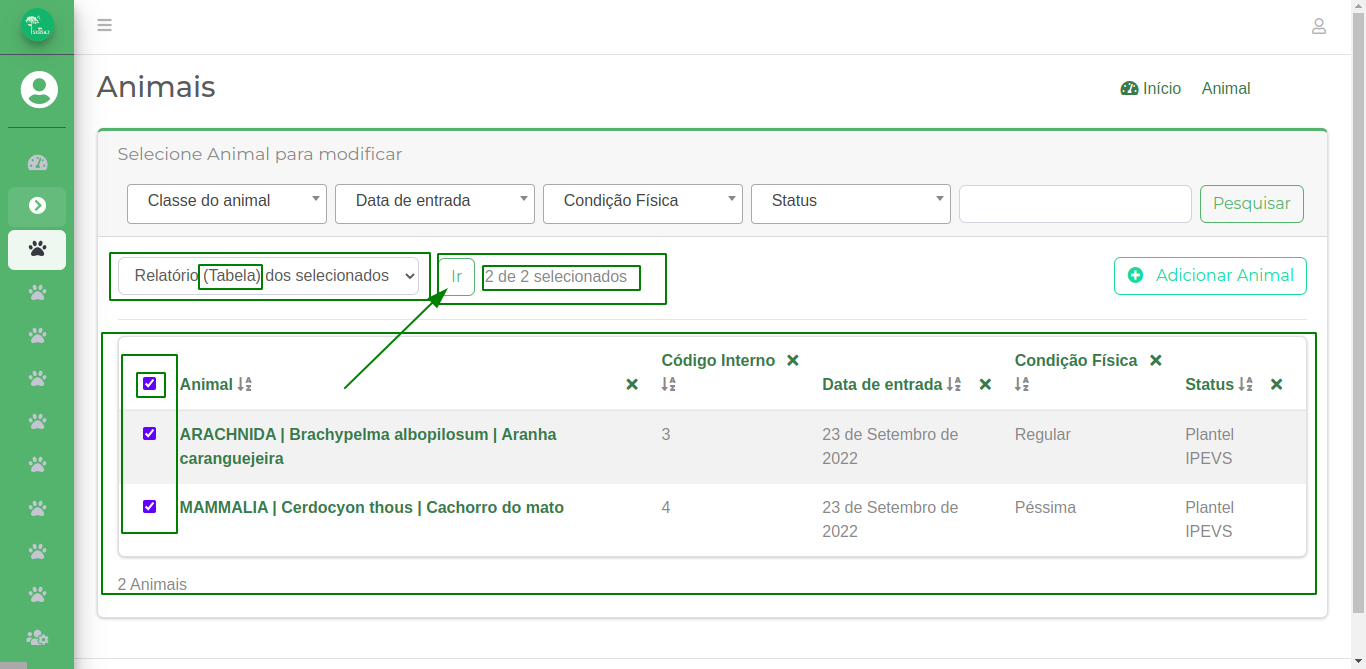 Animais
Início Animal
Selecione Animal para modificar
Classe do animal Data de entrada Condição Física Status Pesquisar
Relatório (Tabela) dos selecionados Ir 2 de 2 selecionados Adicionar Animal
Código Interno Condição Física
Animal Data de entrada Status
ARACHNIDA | Brachypelma albopilosum | Aranha 3 23 de Setembro de Regular Plantel
caranguejeira 2022 IPEVS
MAMMALIA | Cerdocyon thous | Cachorro do mato 4 23 de Setembro de Péssima Plantel
2022 IPEVS
2 Animais